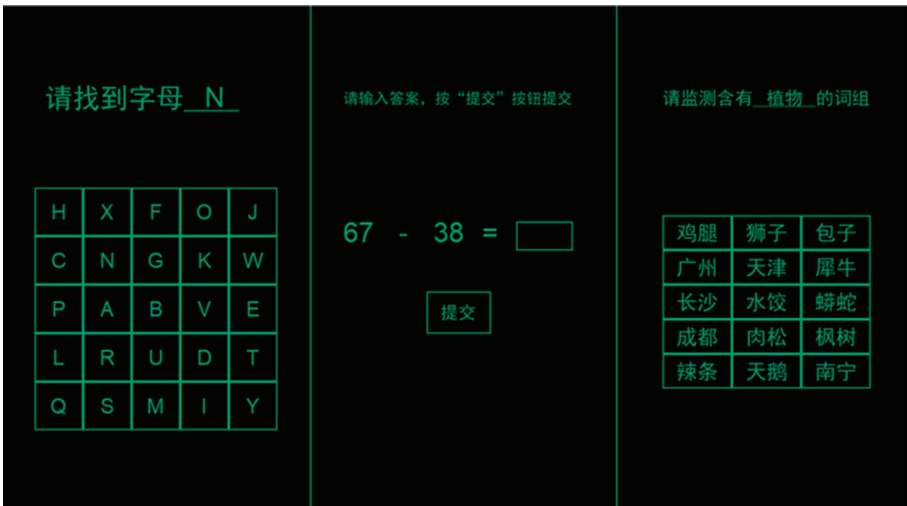 请找到字母 N
H X F O J
C N G K W
P A B V E
L R U D T
Q S M I Y
请输入答案，按“提交”按钮提交
67 - 38 =
提交
请监测含有 植物 的词组
鸡腿 狮子 包子
广州 天津 犀牛
长沙 水饺 蟒蛇
成都 肉松 枫树
辣条 天鹅 南宁